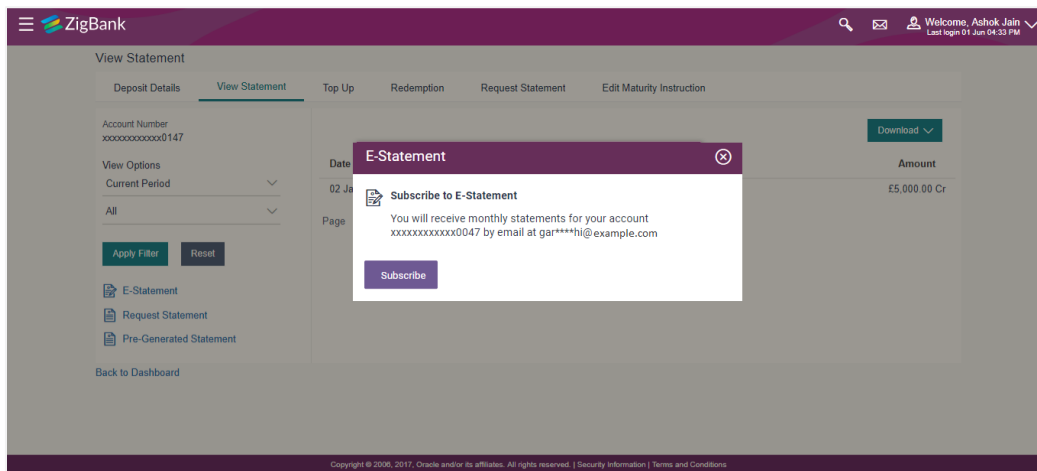 ZigBank
Welcome, Ashok Jain
Last login 01 Jun 04:33 PM
View Statement
Deposit Details
View Statement
Top Up
Redemption
Request Statement
Edit Maturity Instruction
Account Number
xxxxxxxxxxxx0147
Download
View Options
Current Period
All
Apply Filter
Reset
E-Statement
Request Statement
Pre-Generated Statement
Back to Dashboard
Date
Amount
02 Ja
£5,000.00 Cr
Page
E-Statement
Subscribe to E-Statement
You will receive monthly statements for your account
xxxxxxxxxxxx0047 by email at gar****hi@example.com
Subscribe
Copyright © 2006, 2017, Oracle and/or its affiliates. All rights reserved. | Security Information | Terms and Conditions